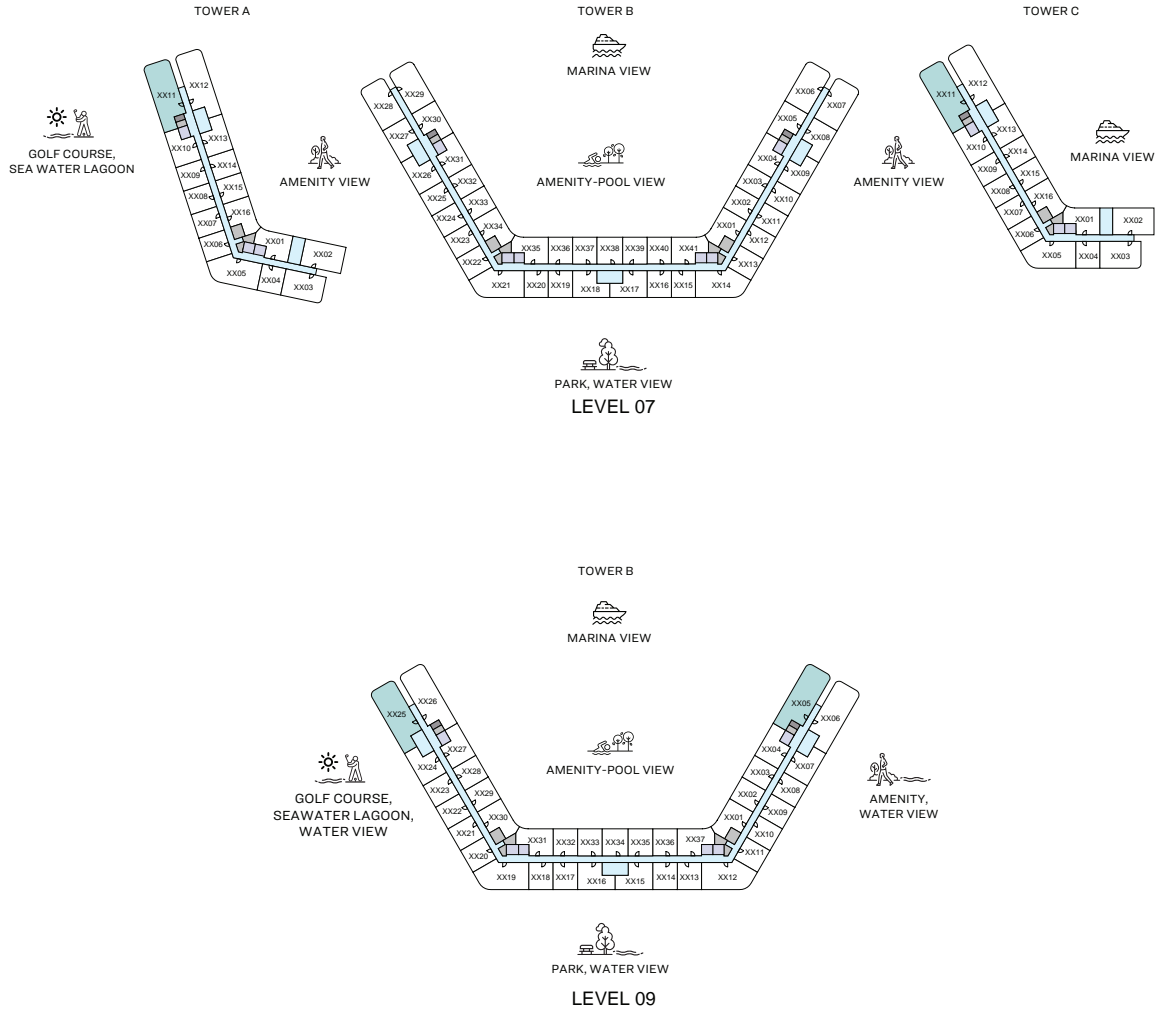 TOWER A
TOWER B
TOWER C
MARINA VIEW
GOLF COURSE,
SEA WATER LAGOON
AMENITY VIEW
AMENITY-POOL VIEW
AMENITY VIEW
MARINA VIEW
XX11
XX12
XX10
XX13
XX09
XX14
XX08
XX15
XX07
XX16
XX06
XX01
XX02
XX05
XX04
XX03
XX28
XX29
XX27
XX30
XX26
XX31
XX25
XX32
XX24
XX33
XX23
XX34
XX22
XX35
XX36
XX37
XX38
XX39
XX40
XX41
XX21
XX20
XX19
XX18
XX17
XX16
XX15
XX14
XX06
XX07
XX05
XX08
XX04
XX09
XX03
XX10
XX02
XX11
XX01
XX12
XX13
XX11
XX12
XX10
XX13
XX09
XX14
XX08
XX15
XX07
XX16
XX06
XX01
XX02
XX05
XX04
XX03
PARK, WATER VIEW
LEVEL 07
TOWER B
MARINA VIEW
AMENITY-POOL VIEW
GOLF COURSE,
SEAWATER LAGOON,
WATER VIEW
AMENITY,
WATER VIEW
XX25
XX26
XX24
XX27
XX23
XX28
XX22
XX29
XX21
XX30
XX20
XX31
XX32
XX33
XX34
XX35
XX36
XX37
XX19
XX18
XX17
XX16
XX15
XX14
XX13
XX12
XX05
XX06
XX04
XX07
XX03
XX08
XX02
XX09
XX01
XX10
XX11
PARK, WATER VIEW
LEVEL 09